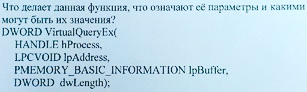 Что делает данная функция, что означают её параметры и какими
могут быть их значения?
DWORD VirtualQueryEx(
HANDLE hProcess,
LPCVOID lpAddress,
PMEMORY_BASIC_INFORMATION lpBuffer,
DWORD dwLength);